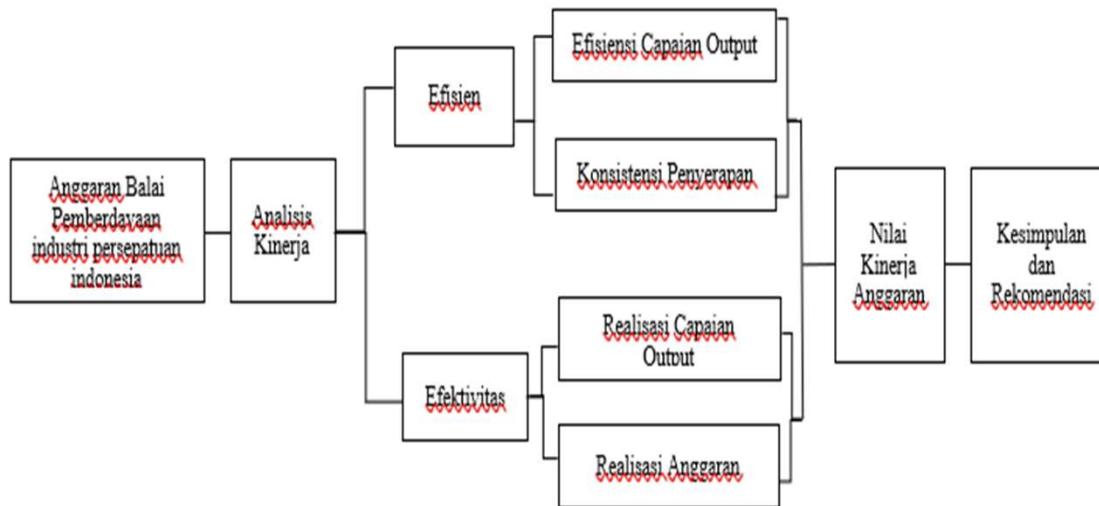 Anggaran Balai
Pemberdayaan
industri persepatuan
indonesia
Analisis
Kinerja
Efisien
Efisiensi Capaian Output
Konsistensi Penyerapan
Efektivitas
Realisasi Capaian
Output
Realisasi Anggaran
Nilai
Kinerja
Anggaran
Kesimpulan
dan
Rekomendasi